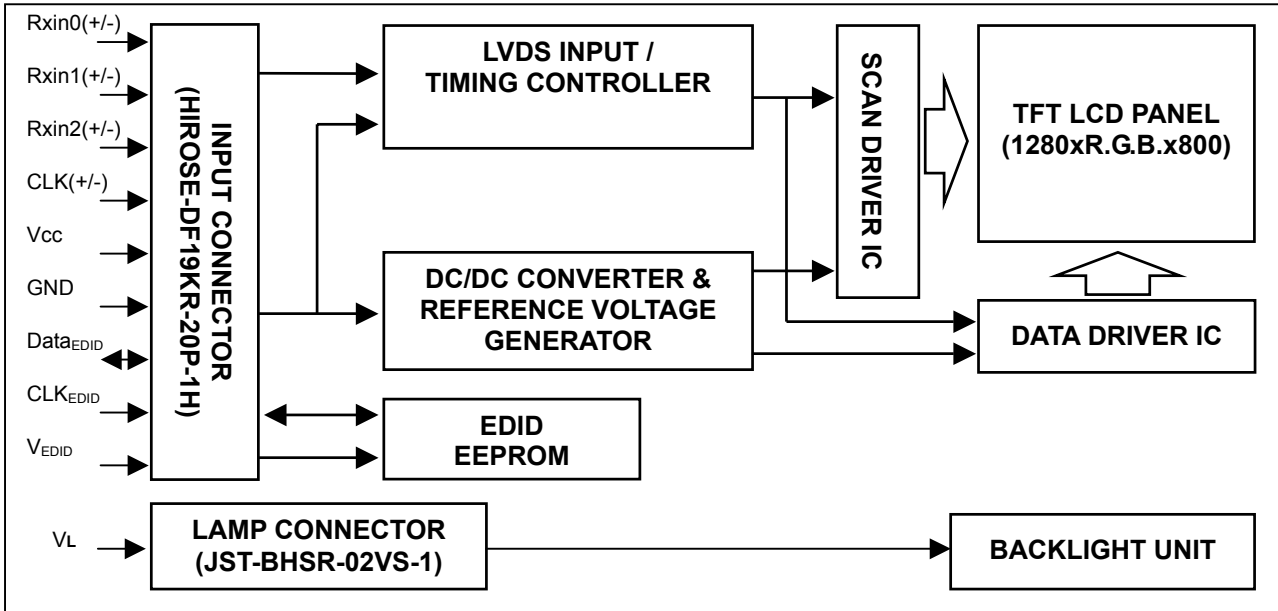 Rxin0(+/-)
Rxin1(+/-)
Rxin2(+/-)
CLK(+/-)
Vcc
GND
DataEDID
CLKEDID
VEDID
INPUT CONNECTOR
(HIROSE-DF19KR-20P-1H)
LVDS INPUT /
TIMING CONTROLLER
DC/DC CONVERTER &
REFERENCE VOLTAGE
GENERATOR
EDID
EEPROM
SCAN DRIVER IC
TFT LCD PANEL
(1280xR.G.B.x800)
DATA DRIVER IC
VL
LAMP CONNECTOR
(JST-BHSR-02VS-1)
BACKLIGHT UNIT